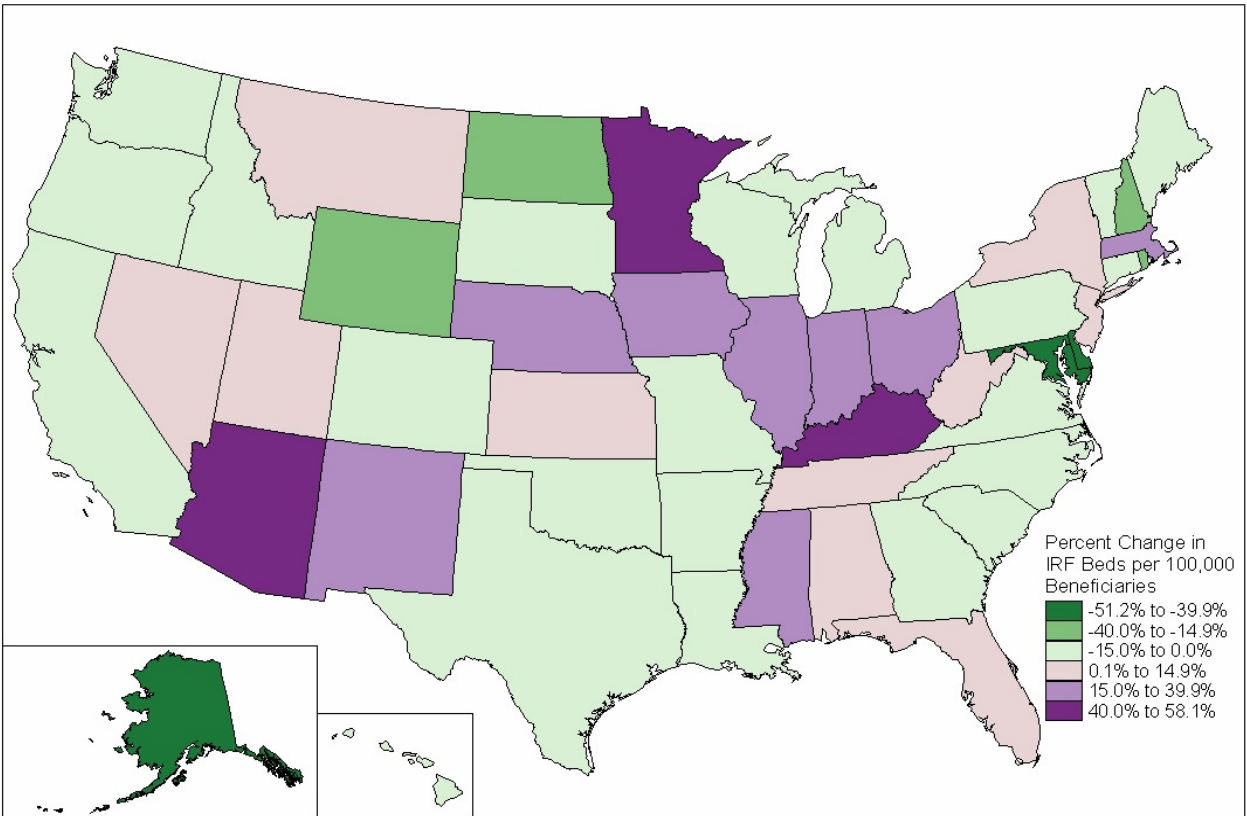 Percent Change in
IRF Beds per 100,000
Beneficiaries
-51.2% to -39.9%
-40.0% to -14.9%
-15.0% to 0.0%
0.1% to 14.9%
15.0% to 39.9%
40.0% to 58.1%